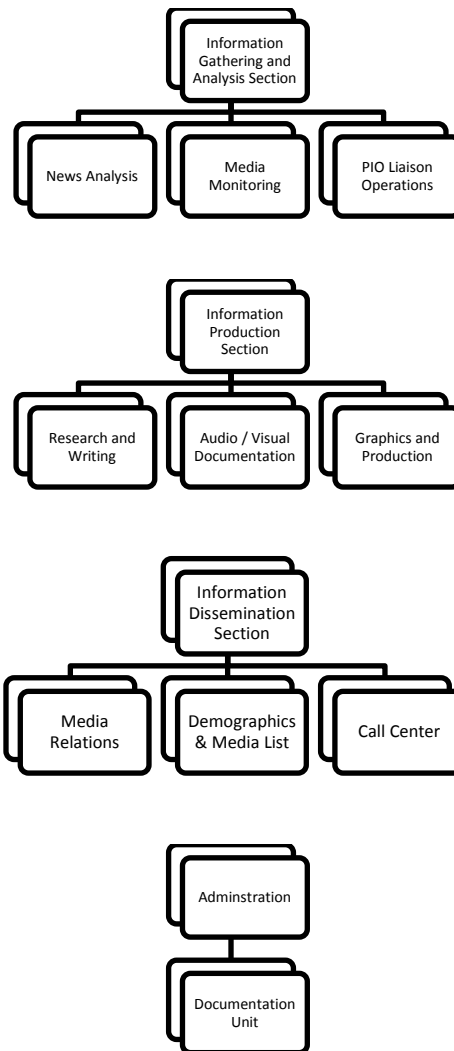 Information
Gathering and
Analysis Section
News Analysis
Media
Monitoring
PIO Liaison
Operations
Information
Production
Section
Research and
Writing
Audio / Visual
Documentation
Graphics and
Production
Information
Dissemination
Section
Media
Relations
Demographics
& Media List
Call Center
Adminstration
Documentation
Unit